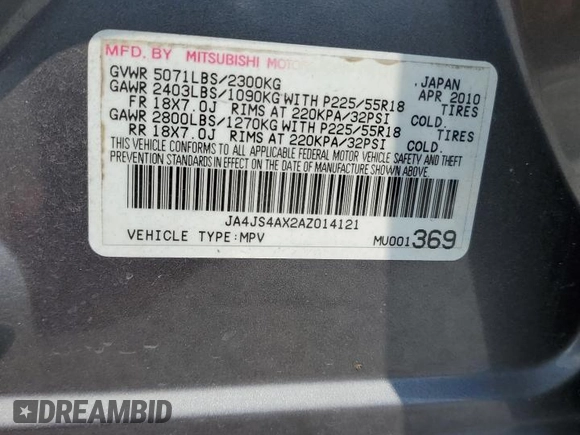 MFD. BY MITSUBISHI MOTO
GVWR 5071LBS/2300KG , JAPAN
GAWR 2403LBS/1090KG WITH P225/55R18 APR 2010
FR 18X7.0J RIMS AT 220KPA/32PSI TIRES COLD.
GAWR 2800LBS/1270KG WITH P225/55R18 TIRES
RR 18X7.0J RIMS AT 220KPA/32PSI COLD.
THIS VEHICLE CONFORMS TO ALL APPLICABLE FEDERAL MOTOR VEHICLE SAFETY AND THEFT
PREVENTION STANDARDS IN EFFECT ON THE DATE OF MANUFACTURE SHOWN ABOVE.
JA4JS4AX2AZ014121
VEHICLE TYPE:MPV MU001369
DREAMBID